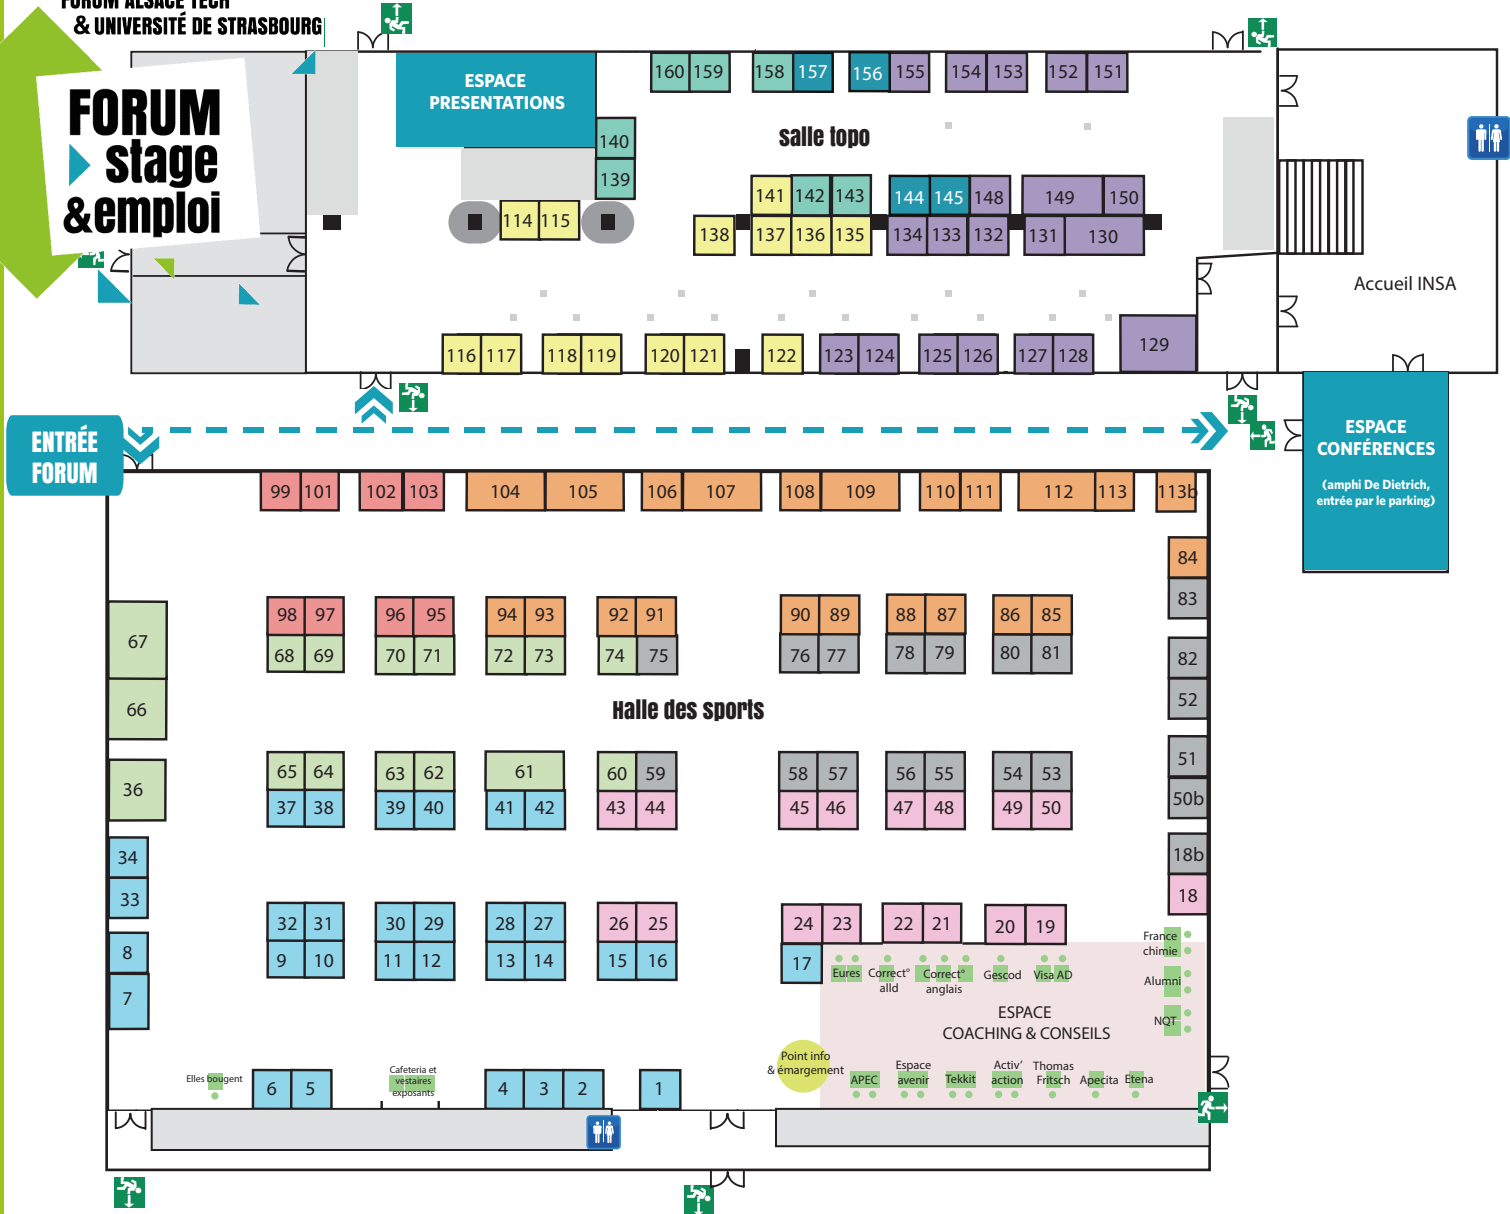 FORUM ALSACE TECH
& UNIVERSITÉ DE STRASBOURG
FORUM
stage
&emploi
ESPACE
PRESENTATIONS
160 159 158 157 156 155 154 153 152 151
salle topo
140
139
114 115
141 142 143 144 145 148 149 150
138 137 136 135 134 133 132 131 130
Accueil INSA
116 117 118 119 120 121 122 123 124 125 126 127 128 129
ENTRÉE
FORUM
ESPACE
CONFÉRENCES
(amphi De Dietrich,
entrée par le parking)
99 101 102 103 104 105 106 107 108 109 110 111 112 113 113b
84
83
98 97 96 95 94 93 92 91 90 89 88 87 86 85
68 69 70 71 72 73 74 75 76 77 78 79 80 81
67
66
82
52
Halle des sports
65 64 63 62 61 60 59 58 57 56 55 54 53
37 38 39 40 41 42 43 44 45 46 47 48 49 50
36
51
50b
34
33
18b
18
32 31 30 29 28 27 26 25 24 23 22 21 20 19
9 10 11 12 13 14 15 16 17
8
7
France
chimie
Alumni
NQT
Eures
Correct°
alld
Correct°
anglais
Gescod
Visa AD
ESPACE
COACHING & CONSEILS
Point info
& émargement
APEC
Espace
avenir
Tekkit
Activ'
action
Thomas
Fritsch
Apecita
Etena
Elles bougent
6 5
Cafeteria et
vestiaires
exposants
4 3 2 1